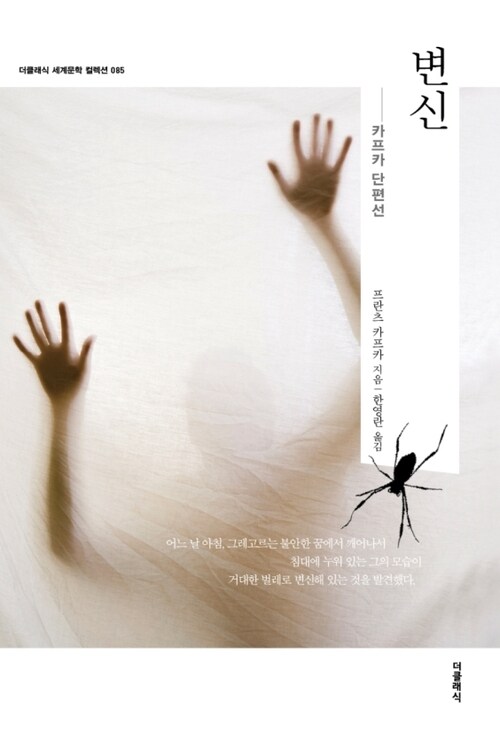 더클래식 세계문학 컬렉션 085
변신
카프카 단편선
프란츠 카프카 지음 – 한영란 옮김
어느 날 아침, 그레고르는 불안한 꿈에서 깨어나서
침대에 누워 있는 그의 모습이
거대한 벌레로 변신해 있는 것을 발견했다.
더클래식